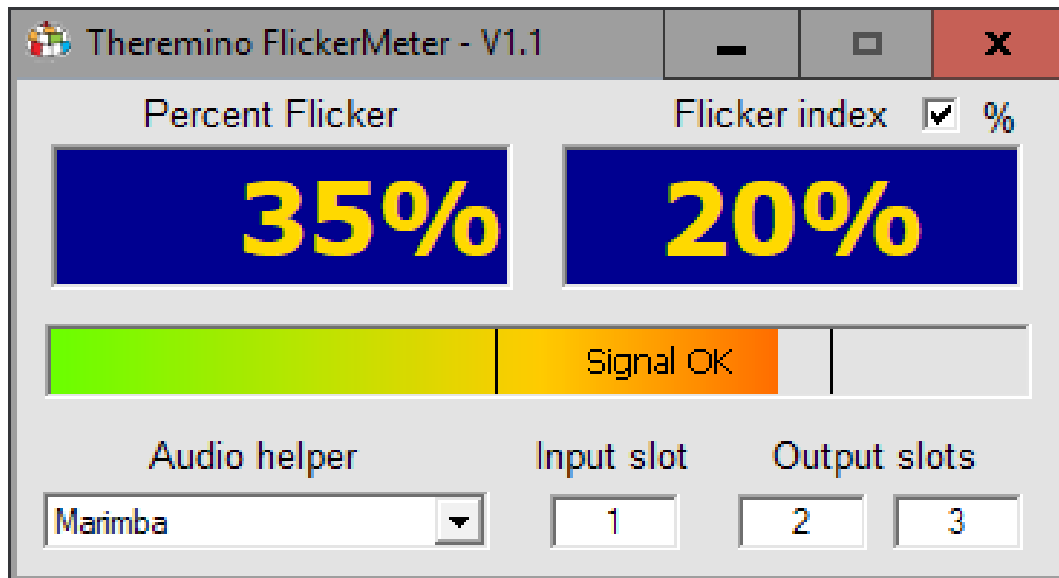 Theremino FlickerMeter - V1.1
Percent Flicker
Flicker index %
35%
20%
Signal OK
Audio helper
Input slot
Output slots
Marimba
1
2
3